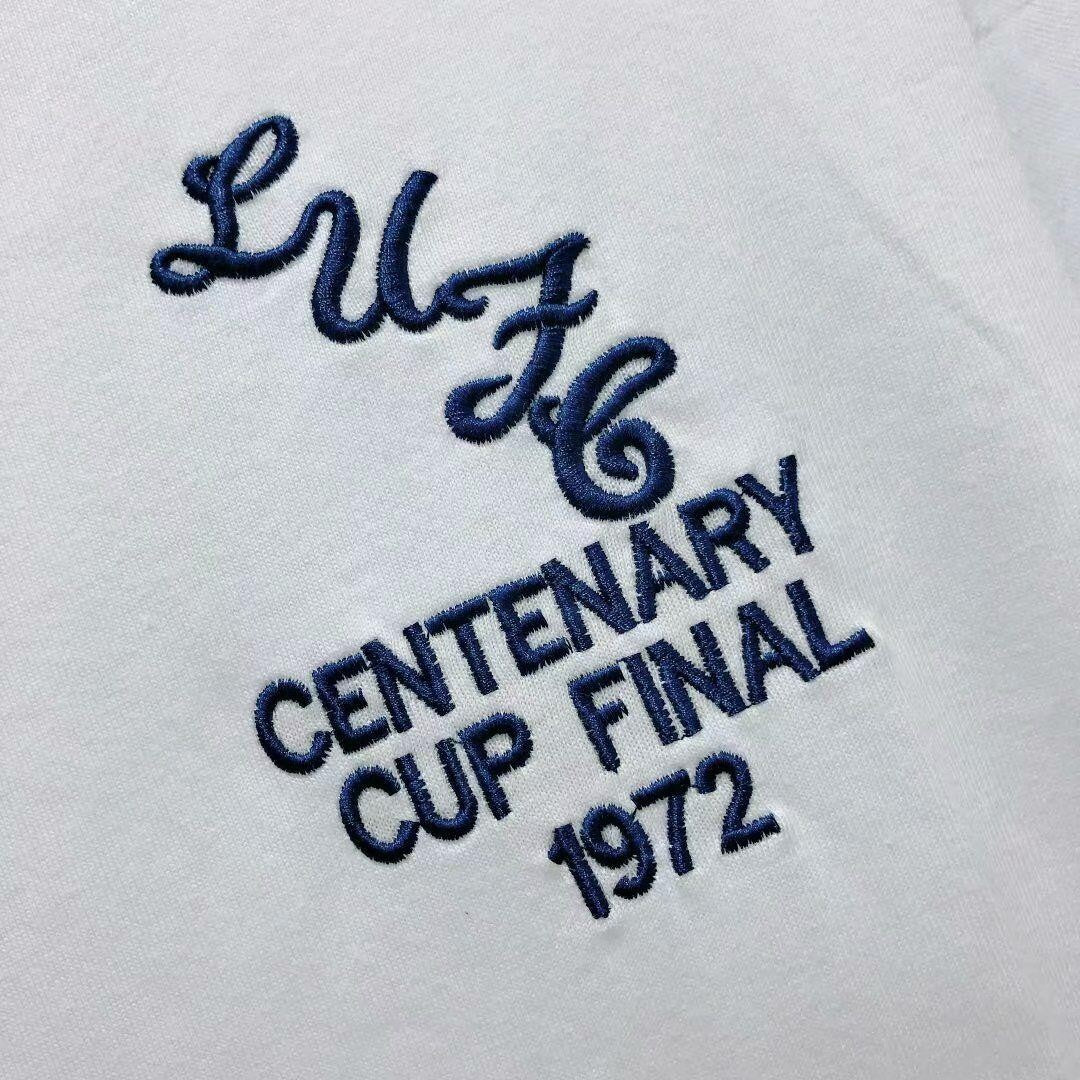 LUFC
CENTENARY
CUP FINAL
1972